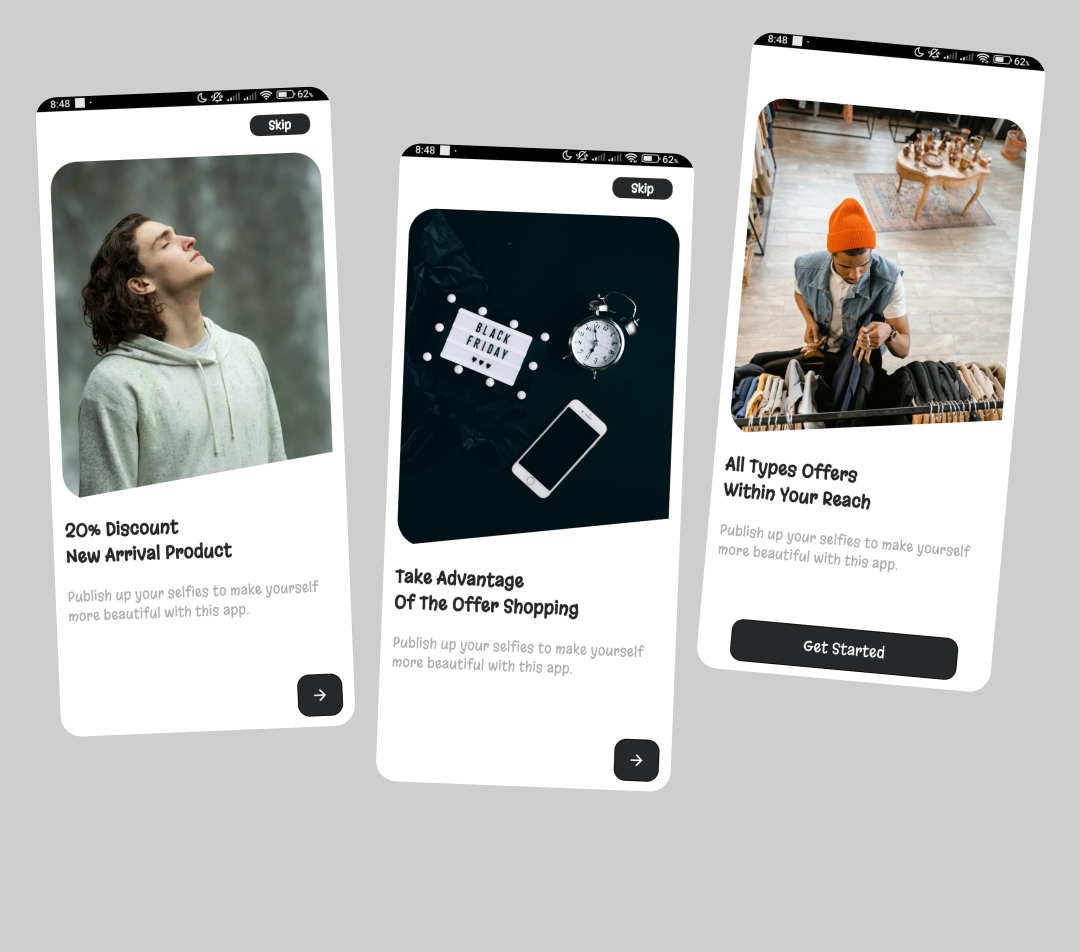 8:48
62%
Skip
20% Discount
New Arrival Product
Publish up your selfies to make yourself
more beautiful with this app.
8:48
62%
Skip
BLACK
FRIDAY
Take Advantage
Of The Offer Shopping
Publish up your selfies to make yourself
more beautiful with this app.
8:48
62%
All Types Offers
Within Your Reach
Publish up your selfies to make yourself
more beautiful with this app.
Get Started